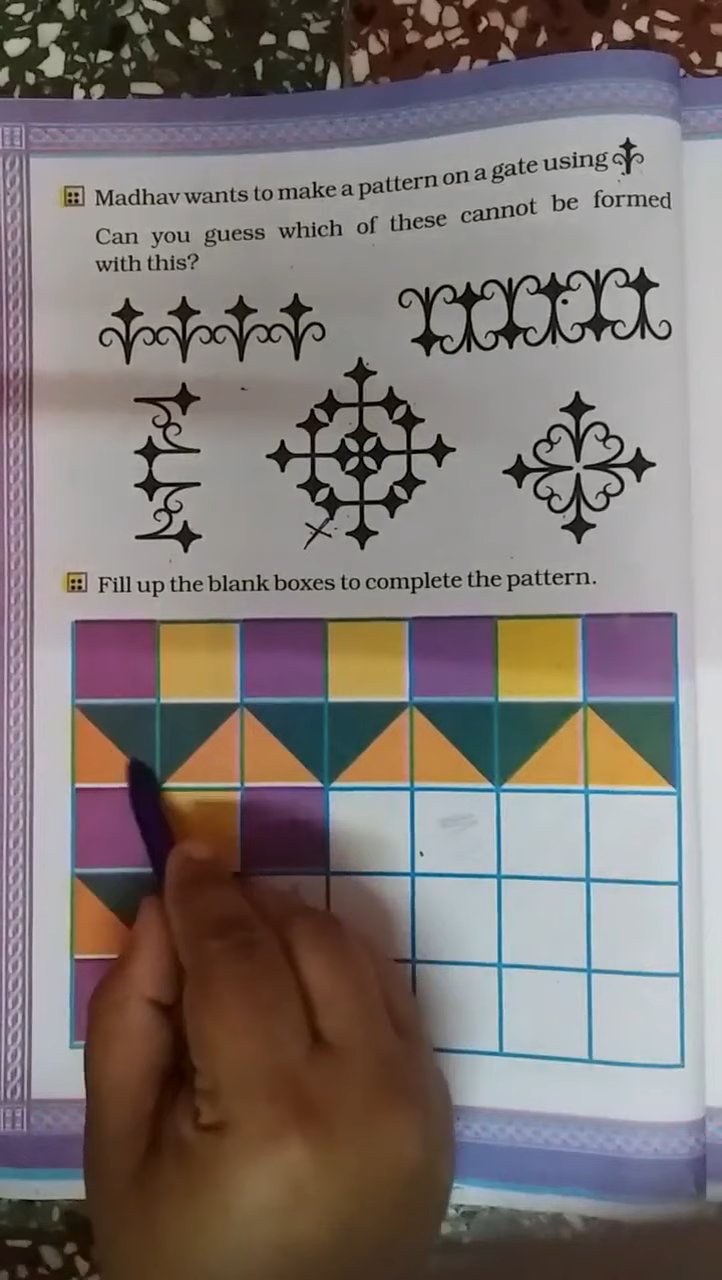 Madhav wants to make a pattern on a gate using
Can you guess which of these cannot be formed
with this?
Fill up the blank boxes to complete the pattern.